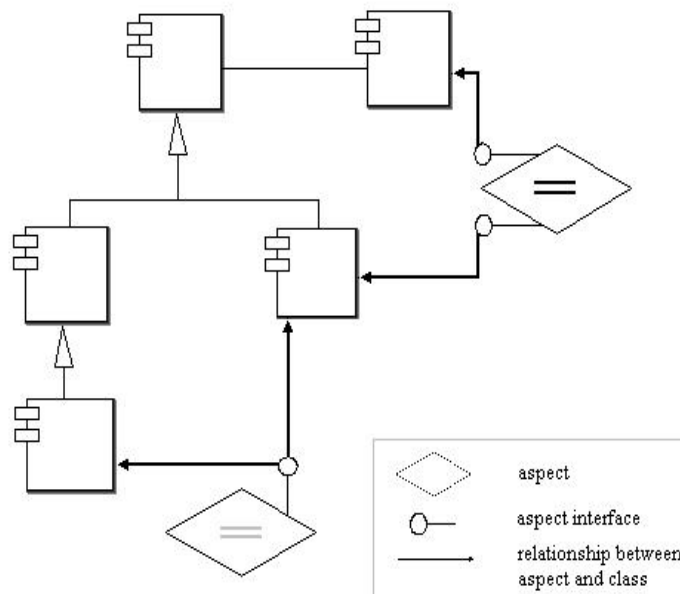 aspect
aspect interface
relationship between
aspect and class